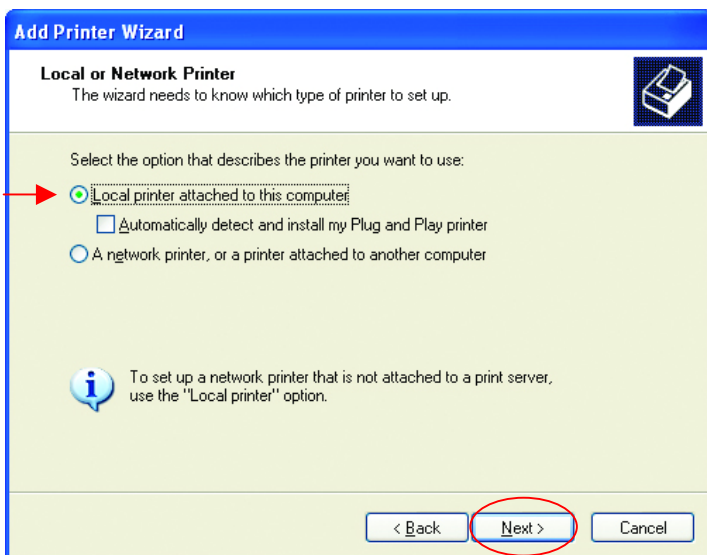 Add Printer Wizard
Local or Network Printer
The wizard needs to know which type of printer to set up.
Select the option that describes the printer you want to use:
Local printer attached to this computer
Automatically detect and install my Plug and Play printer
A network printer, or a printer attached to another computer
To set up a network printer that is not attached to a print server,
use the "Local printer" option.
< Back
Next >
Cancel